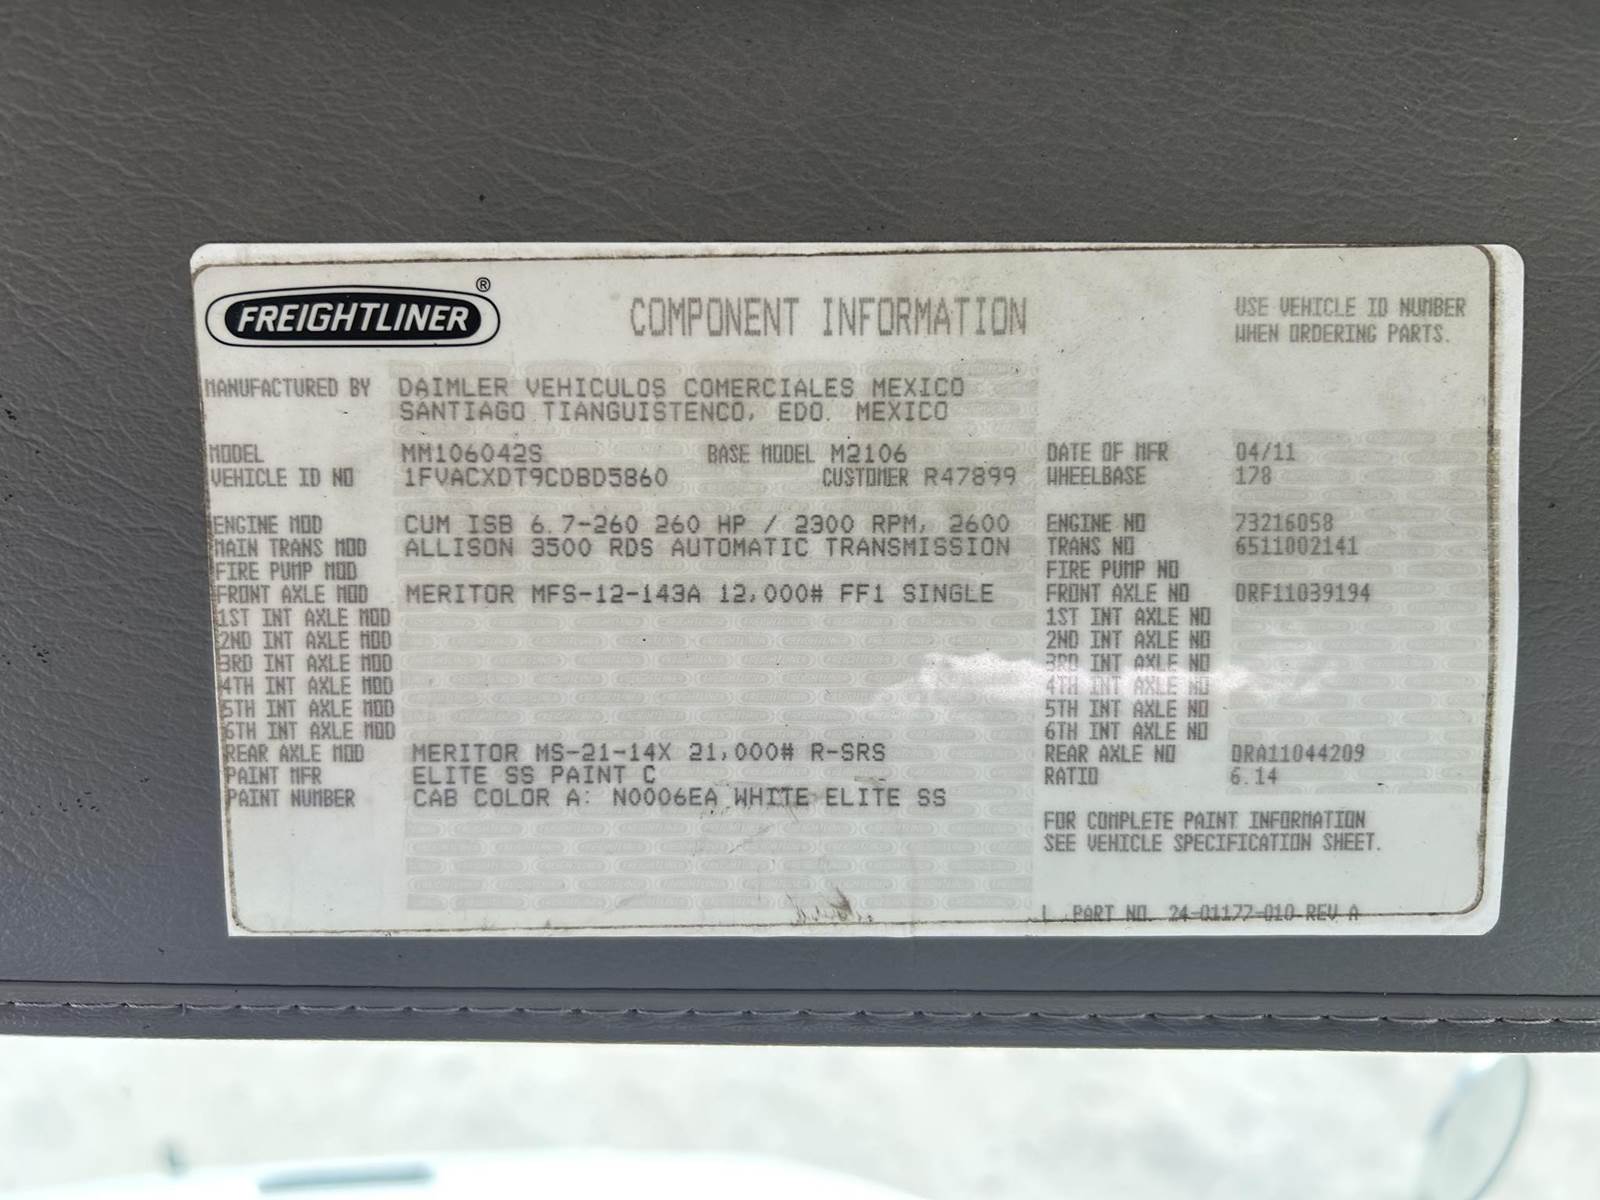 FREIGHTLINER®
COMPONENT INFORMATION
USE VEHICLE ID NUMBER
WHEN ORDERING PARTS.
MANUFACTURED BY DAIMLER VEHICULOS COMERCIALES MEXICO
SANTIAGO TIANGUISTENCO, EDO. MEXICO
MODEL MM106042S BASE MODEL M2106 DATE OF MFR 04/11
VEHICLE ID NO 1FVACXDT9CDBD5860 CUSTOMER R47899 WHEELBASE 178
ENGINE MOD CUM ISB 6.7-260 260 HP / 2300 RPM, 2600 ENGINE NO 73216058
MAIN TRANS MOD ALLISON 3500 RDS AUTOMATIC TRANSMISSION TRANS NO 6511002141
FIRE PUMP MOD FIRE PUMP NO
FRONT AXLE MOD MERITOR MFS-12-143A 12,000# FF1 SINGLE FRONT AXLE NO ORF11039194
1ST INT AXLE MOD 1ST INT AXLE NO
2ND INT AXLE MOD 2ND INT AXLE NO
3RD INT AXLE MOD 3RD INT AXLE NO
4TH INT AXLE MOD 4TH INT AXLE NO
5TH INT AXLE MOD 5TH INT AXLE NO
6TH INT AXLE MOD 6TH INT AXLE NO
REAR AXLE MOD MERITOR MS-21-14X 21,000# R-SRS REAR AXLE NO ORA11044209
PAINT MFR ELITE SS PAINT C RATIO 6.14
PAINT NUMBER CAB COLOR A: N0006EA WHITE ELITE SS
FOR COMPLETE PAINT INFORMATION
SEE VEHICLE SPECIFICATION SHEET.
PART NO. 24-01177-010 REV A